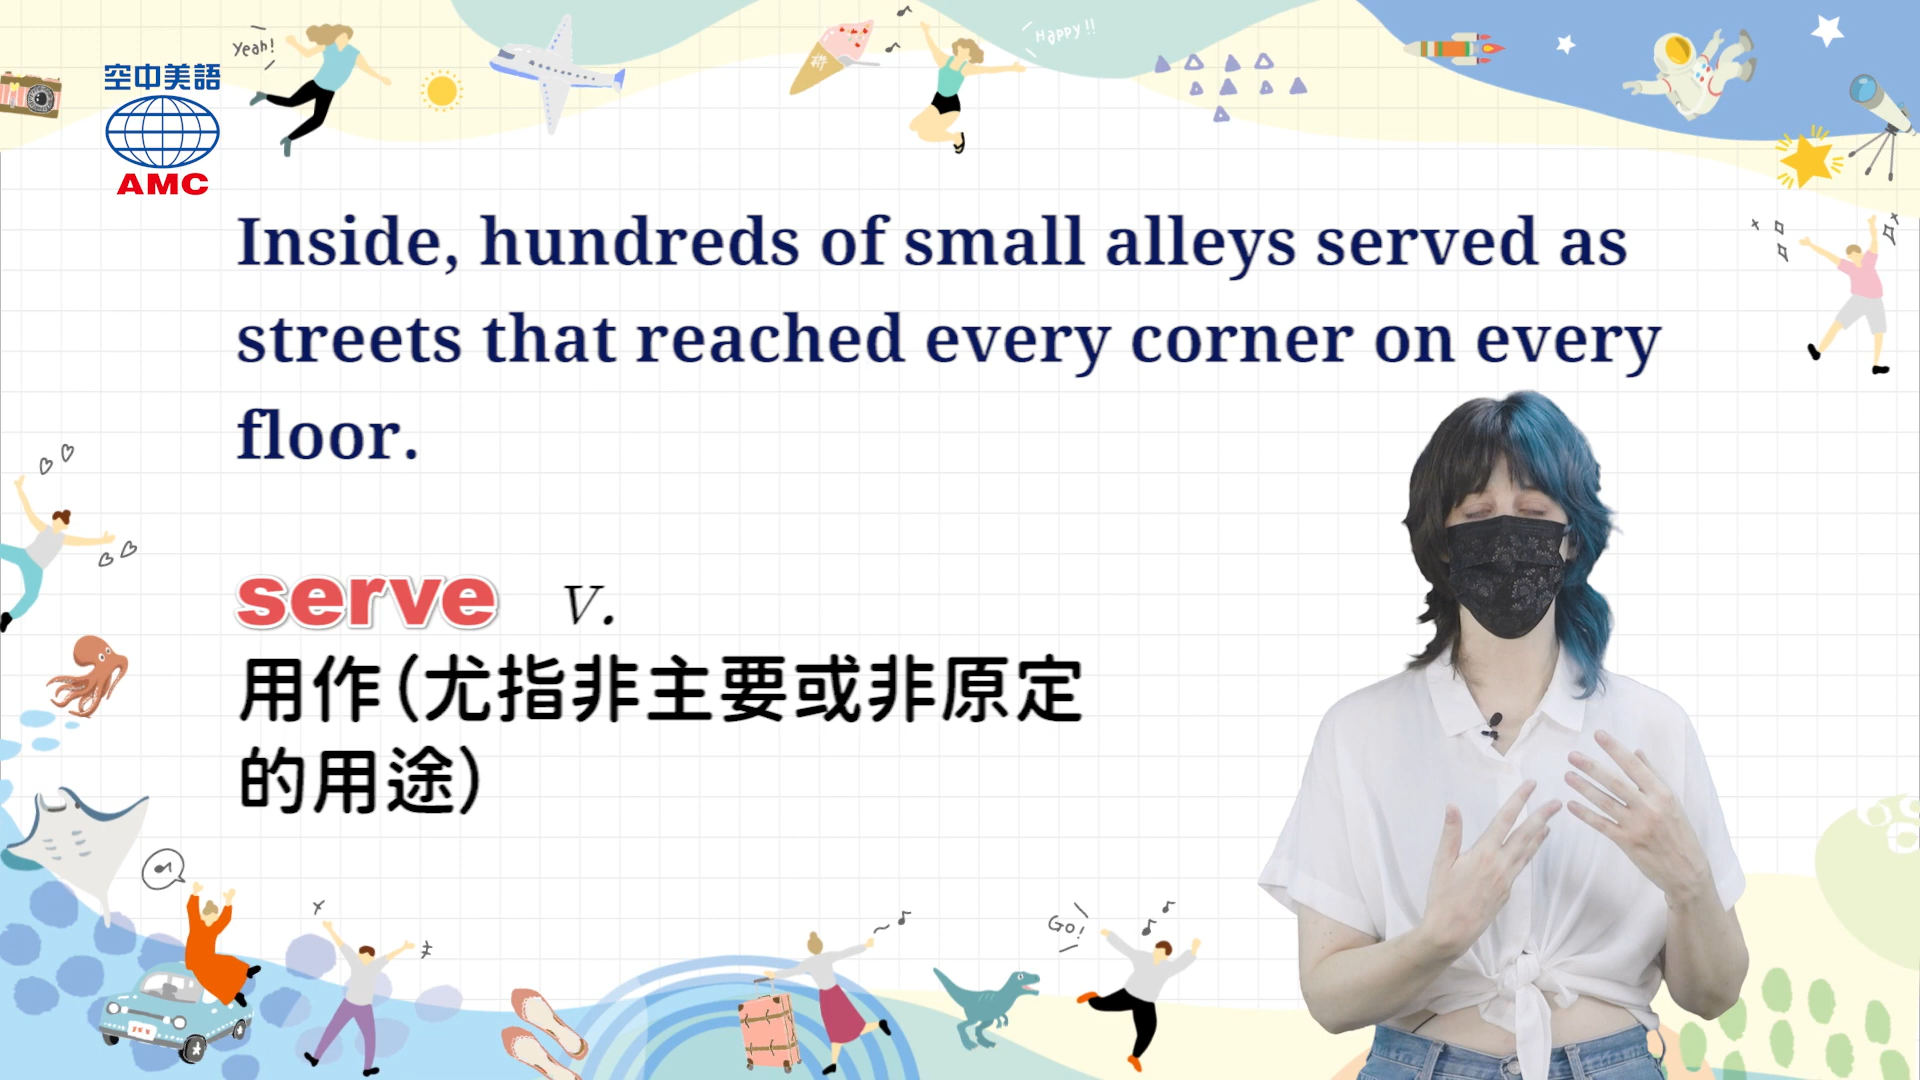 Yeah!
Happy!!
空中美語
AMC
Inside, hundreds of small alleys served as
streets that reached every corner on every
floor.
serve v.
用作(尤指非主要或非原定
的用途)
Go!